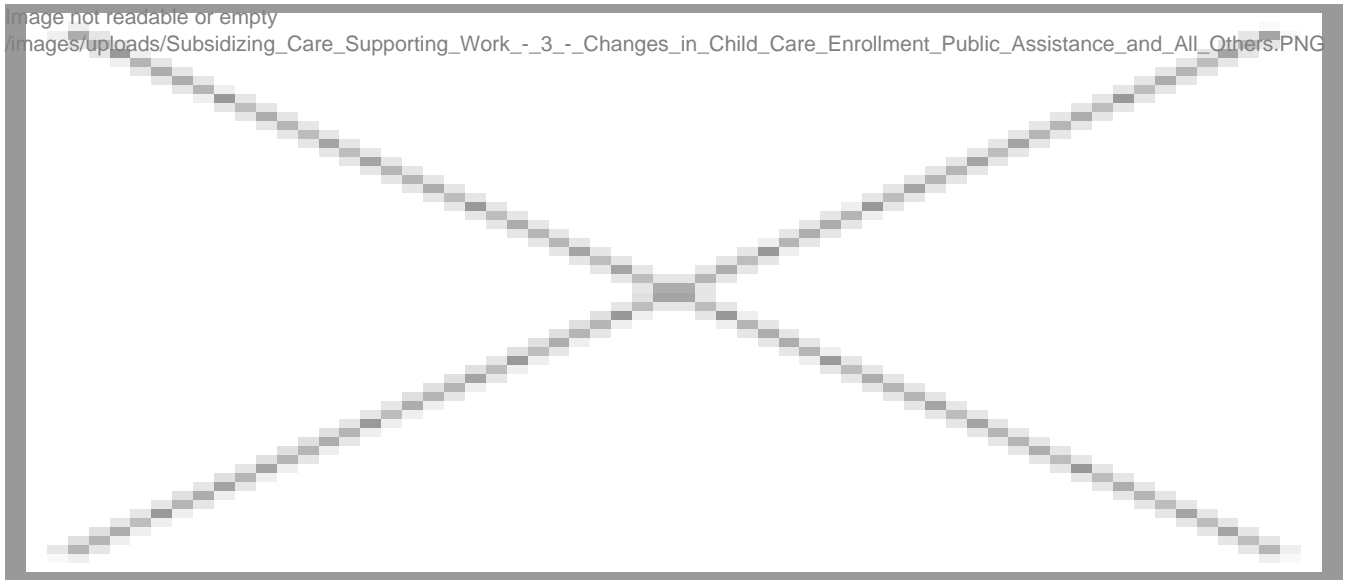 Image not readable or empty
/images/uploads/Subsidizing_Care_Supporting_Work_-_3_-_Changes_in_Child_Care_Enrollment_Public_Assistance_and_All_Others.PNG